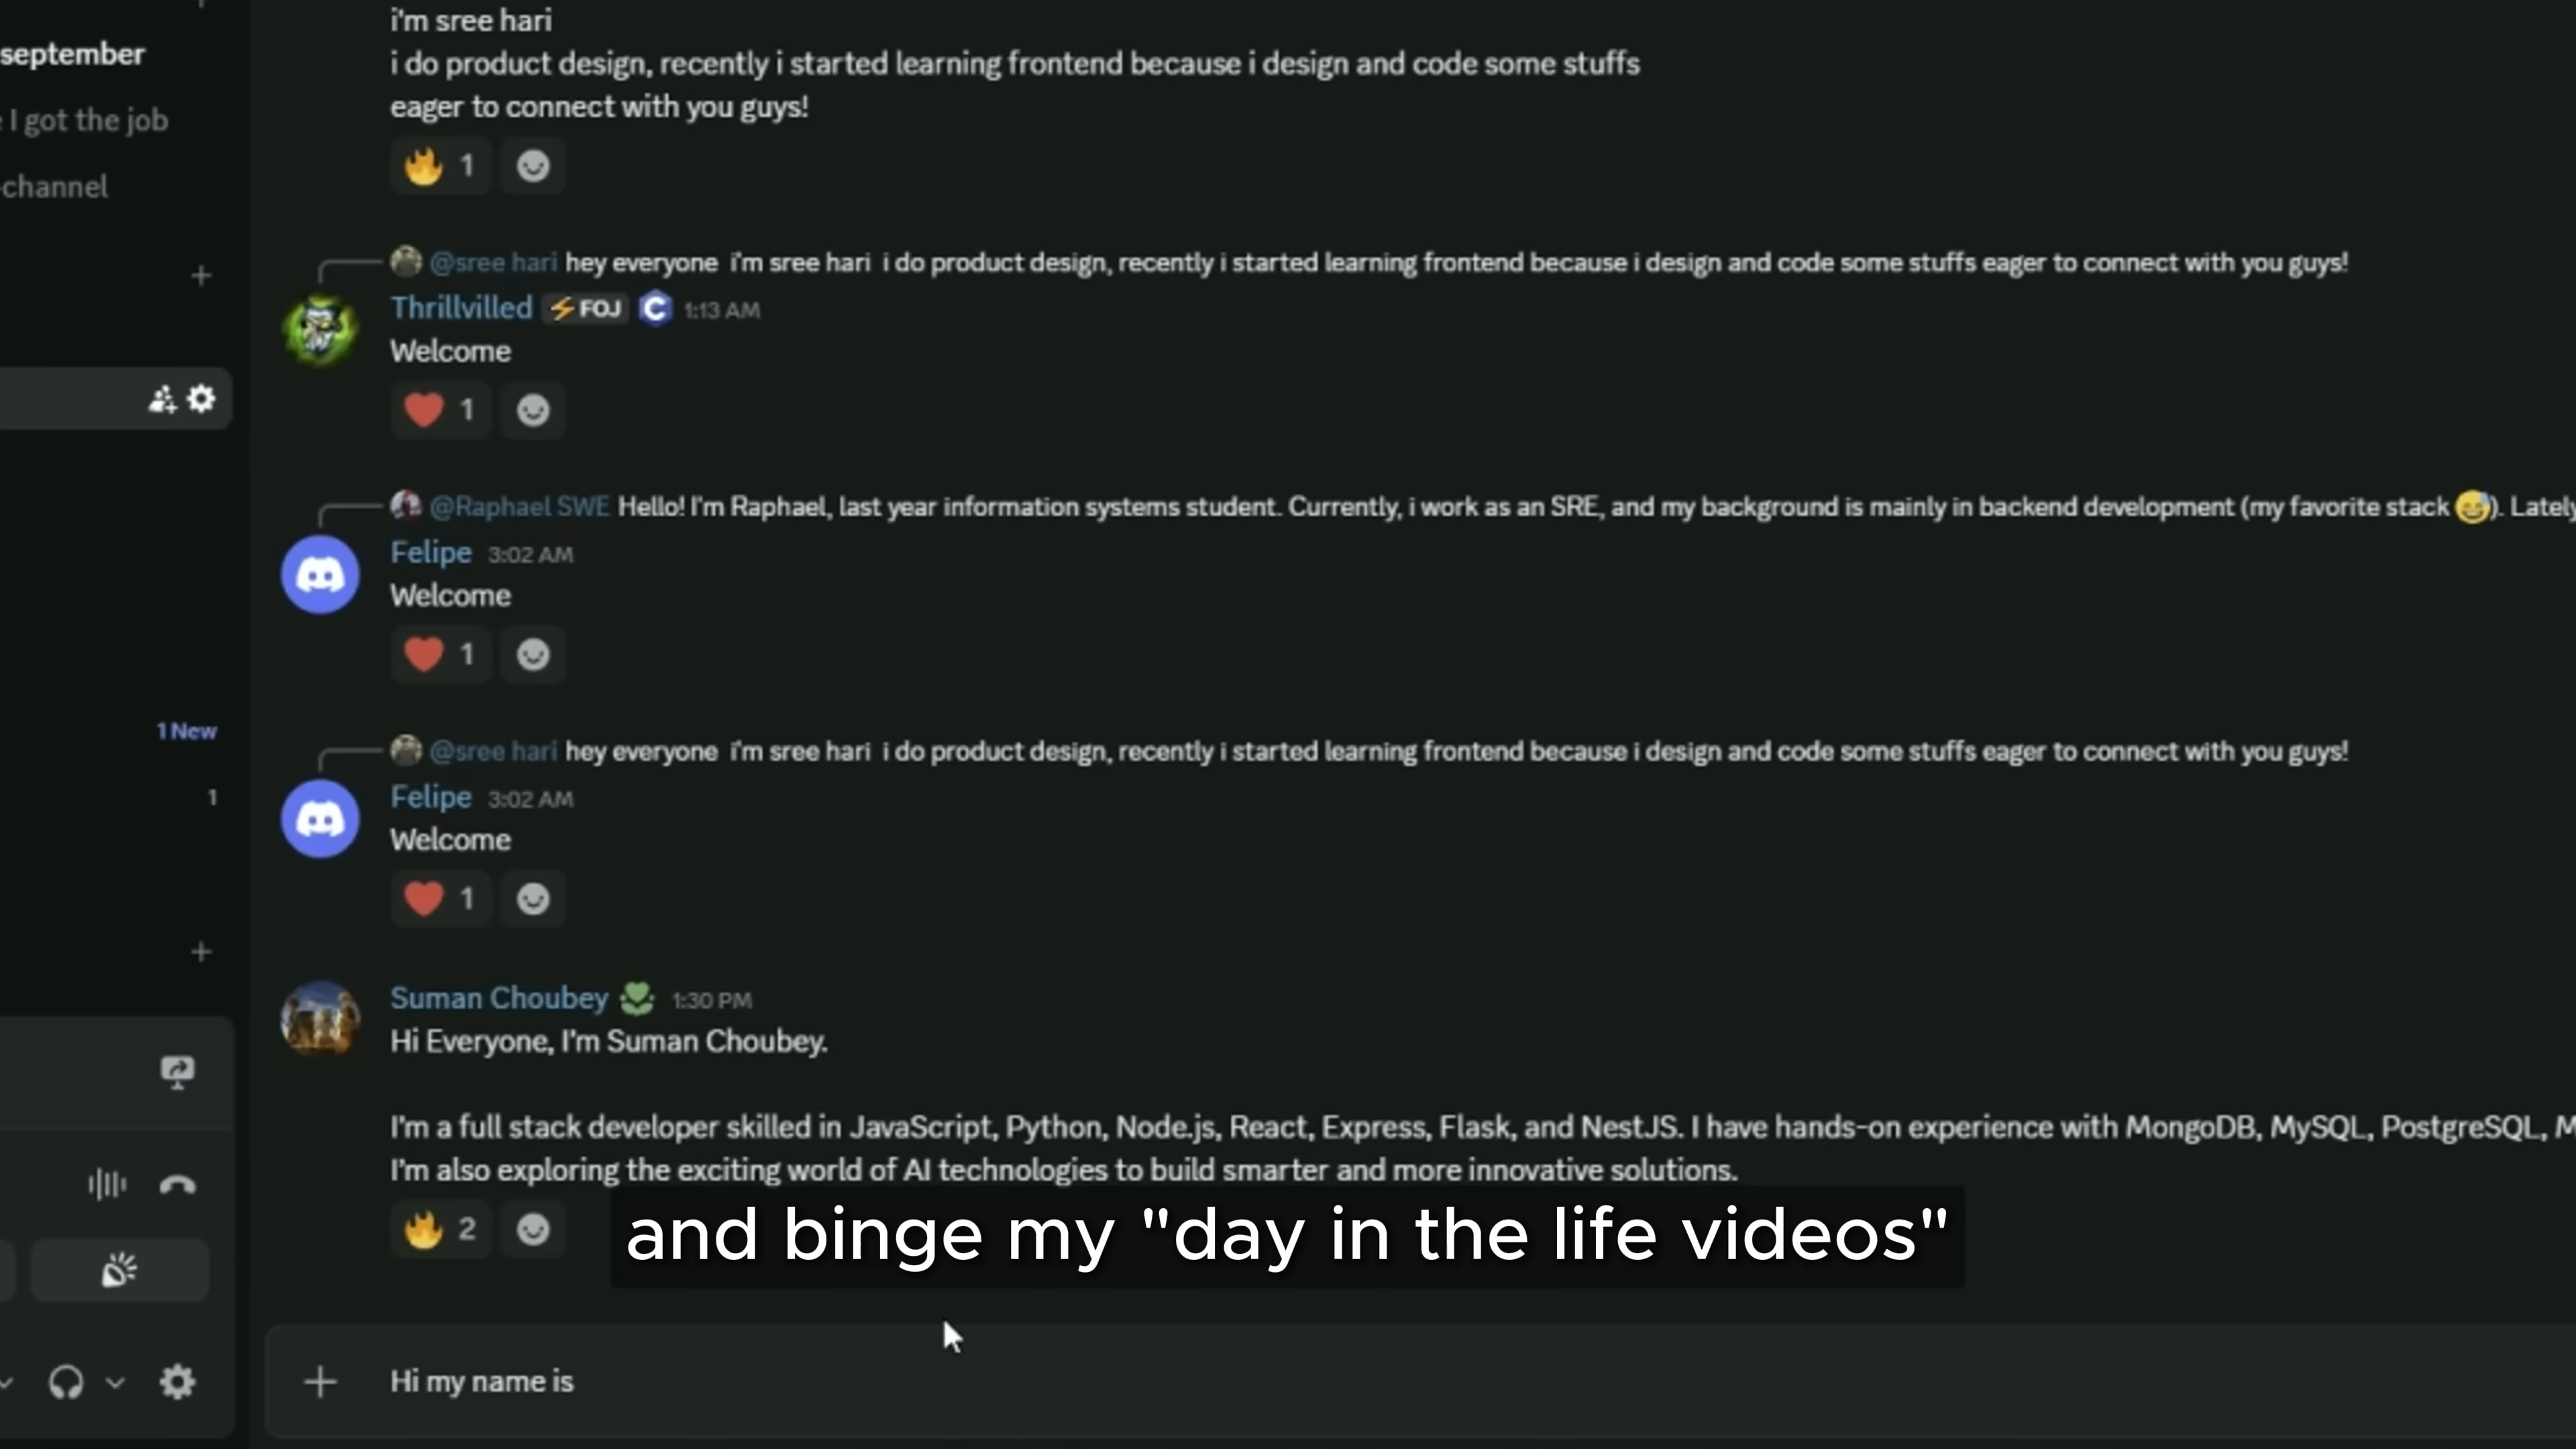 september
I got the job
-channel
1 New
1
i'm sree hari
i do product design, recently i started learning frontend because i design and code some stuffs
eager to connect with you guys!
1
@sree hari hey everyone i'm sree hari i do product design, recently i started learning frontend because i design and code some stuffs eager to connect with you guys!
Thrillvilled FOJ C 1:13 AM
Welcome
1
@Raphael SWE Hello! I'm Raphael, last year information systems student. Currently, i work as an SRE, and my background is mainly in backend development (my favorite stack 😅). Lately
Felipe 3:02 AM
Welcome
1
@sree hari hey everyone i'm sree hari i do product design, recently i started learning frontend because i design and code some stuffs eager to connect with you guys!
Felipe 3:02 AM
Welcome
1
Suman Choubey 1:30 PM
Hi Everyone, I'm Suman Choubey.
I'm a full stack developer skilled in JavaScript, Python, Node.js, React, Express, Flask, and NestJS. I have hands-on experience with MongoDB, MySQL, PostgreSQL, M
I'm also exploring the exciting world of AI technologies to build smarter and more innovative solutions.
2
and binge my "day in the life videos"
Hi my name is